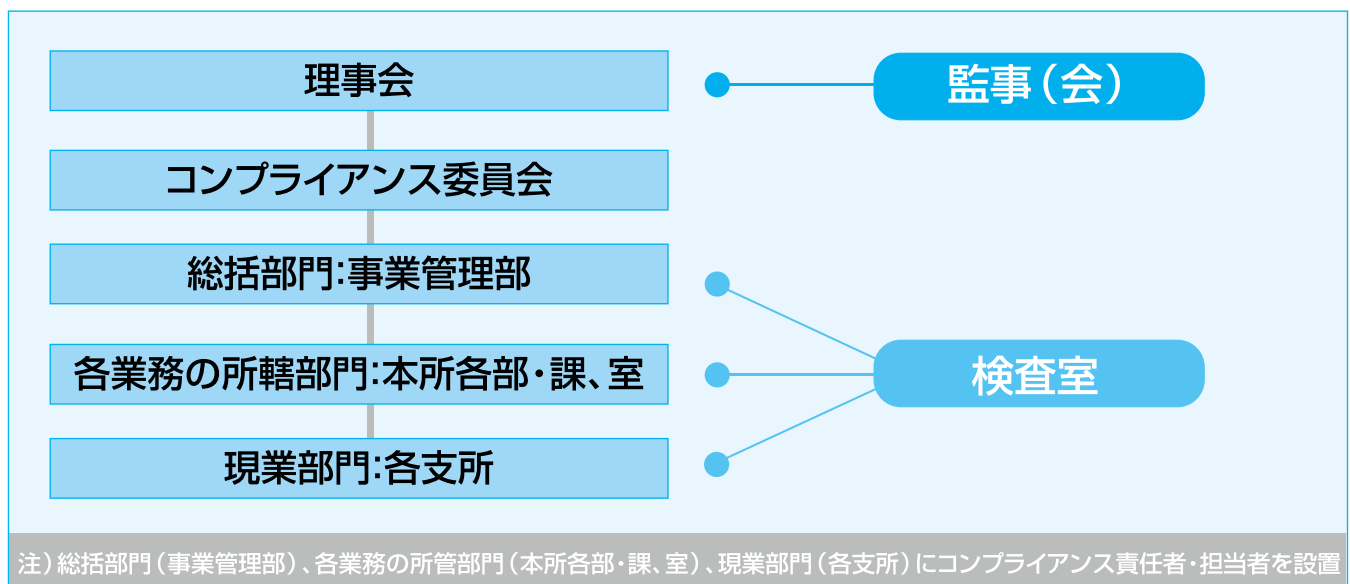 理事会
監事（会）
コンプライアンス委員会
総括部門：事業管理部
各業務の所轄部門：本所各部・課、室
検査室
現業部門：各支所
注）総括部門（事業管理部）、各業務の所管部門（本所各部・課、室）、現業部門（各支所）にコンプライアンス責任者・担当者を設置